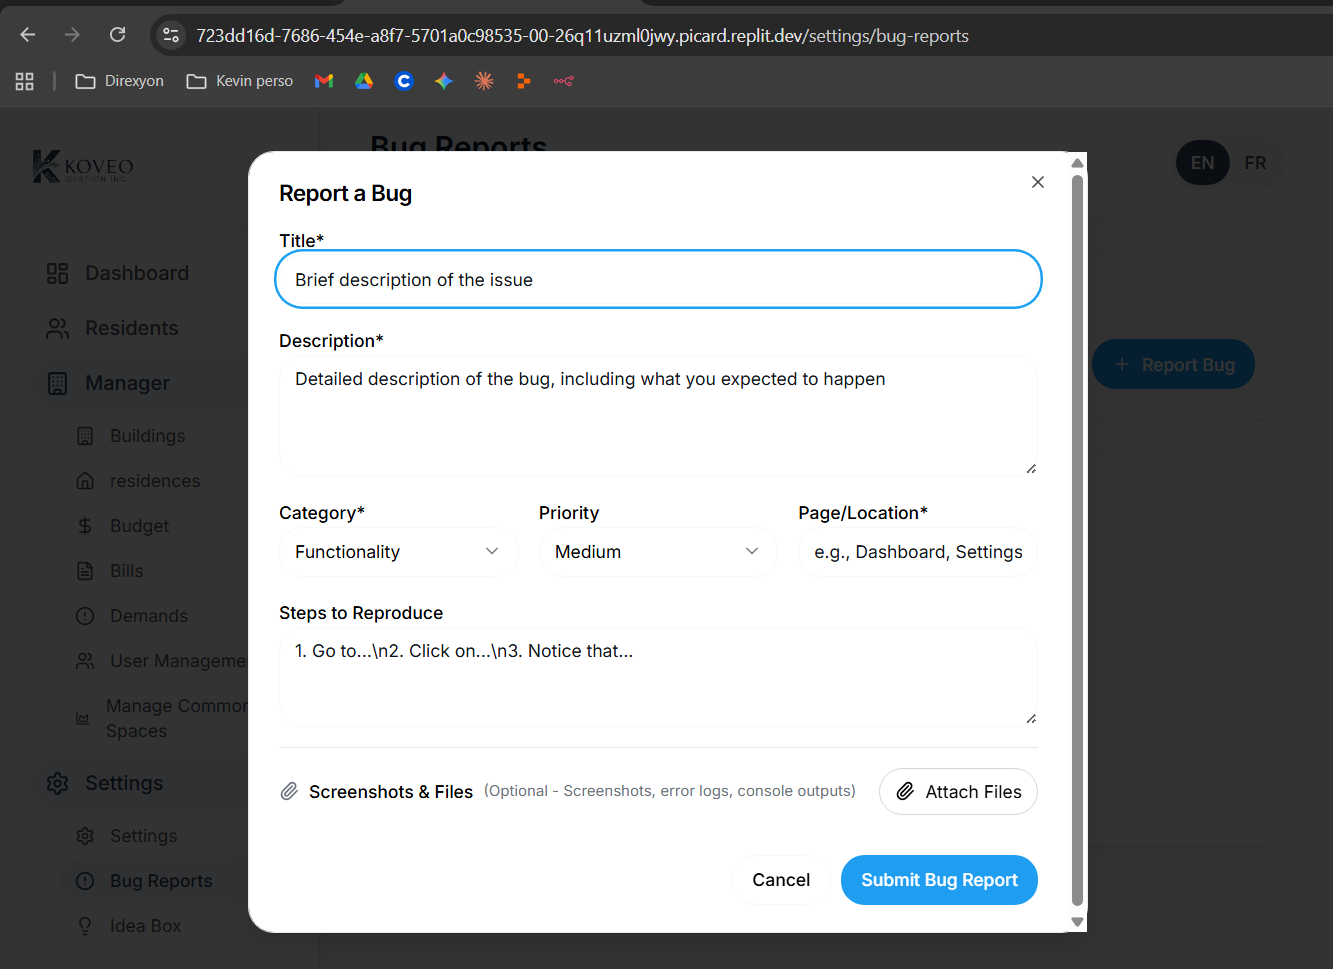 723dd16d-7686-454e-a8f7-5701a0c98535-00-26q11uzml0jwy.picard.replit.dev/settings/bug-reports
Direxyon
Kevin perso
KOVEO
GESTION INC.
Bug Reports
EN
FR
Report a Bug
Title*
Brief description of the issue
Dashboard
Residents
Description*
Report Bug
Manager
Detailed description of the bug, including what you expected to happen
Buildings
residences
Category*
Priority
Page/Location*
Budget
Functionality
Medium
e.g., Dashboard, Settings
Bills
Demands
Steps to Reproduce
User Manageme
1. Go to...\n2. Click on...\n3. Notice that...
Manage Common
Spaces
Settings
Screenshots & Files
(Optional - Screenshots, error logs, console outputs)
Attach Files
Settings
Bug Reports
Cancel
Submit Bug Report
Idea Box